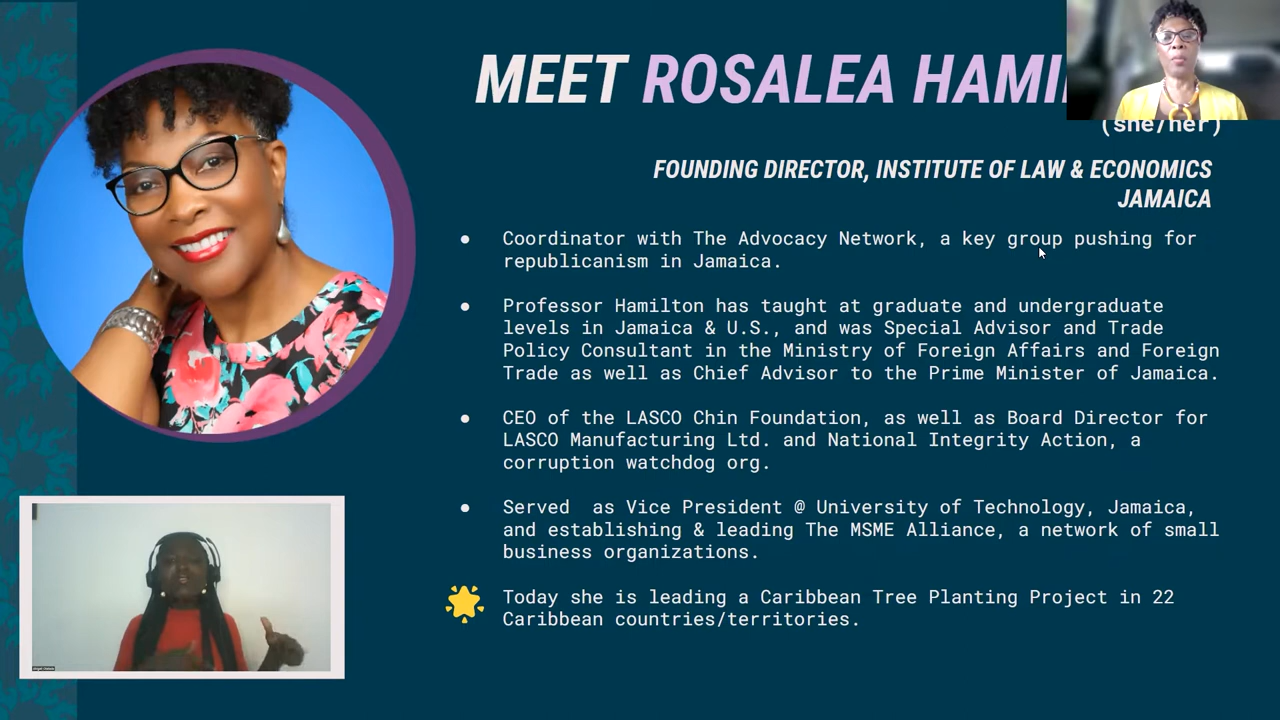 MEET ROSALEA HAMI
(she/her)
FOUNDING DIRECTOR, INSTITUTE OF LAW & ECONOMICS
JAMAICA
● Coordinator with The Advocacy Network, a key group pushing for
republicanism in Jamaica.
● Professor Hamilton has taught at graduate and undergraduate
levels in Jamaica & U.S., and was Special Advisor and Trade
Policy Consultant in the Ministry of Foreign Affairs and Foreign
Trade as well as Chief Advisor to the Prime Minister of Jamaica.
● CEO of the LASCO Chin Foundation, as well as Board Director for
LASCO Manufacturing Ltd. and National Integrity Action, a
corruption watchdog org.
● Served as Vice President @ University of Technology, Jamaica,
and establishing & leading The MSME Alliance, a network of small
business organizations.
Today she is leading a Caribbean Tree Planting Project in 22
Caribbean countries/territories.